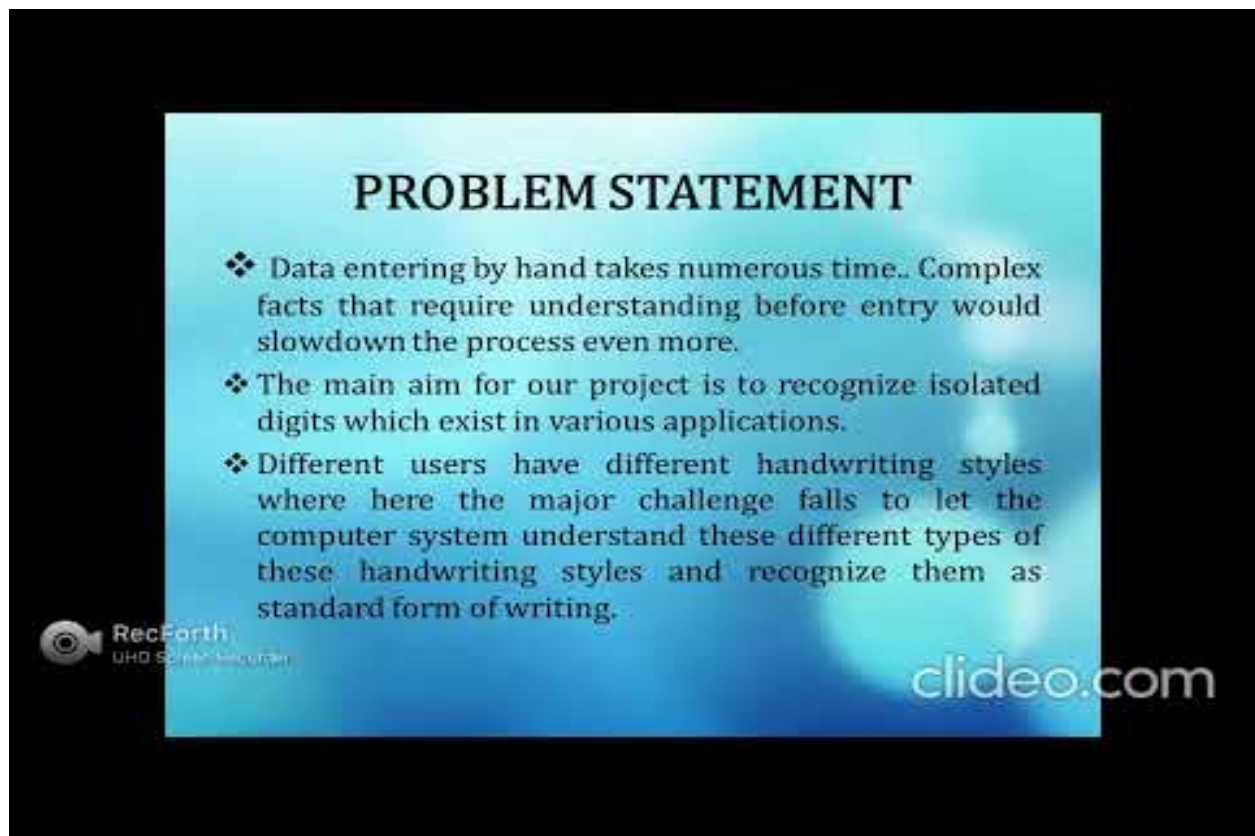 PROBLEM STATEMENT
❖ Data entering by hand takes numerous time.. Complex
facts that require understanding before entry would
slowdown the process even more.
❖ The main aim for our project is to recognize isolated
digits which exist in various applications.
❖ Different users have different handwriting styles
where here the major challenge falls to let the
computer system understand these different types of
these handwriting styles and recognize them as
standard form of writing.
RecForth
UHD Screen Recorder
clideo.com